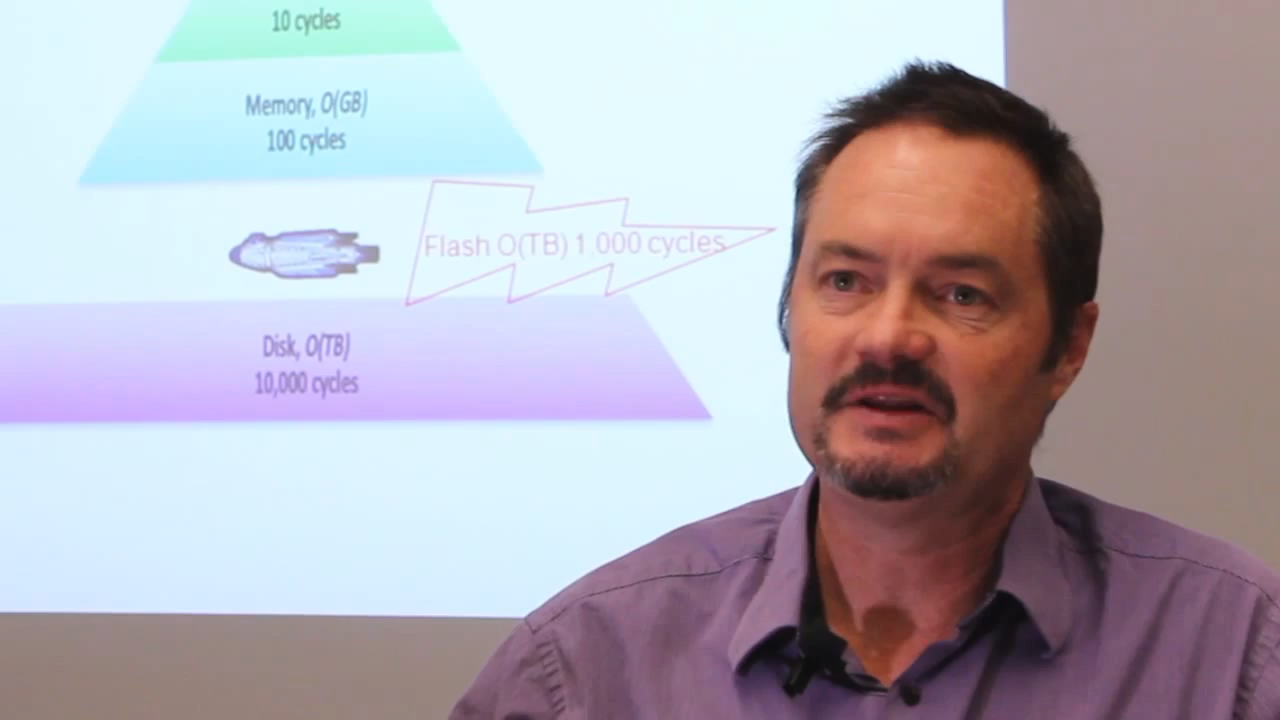 10 cycles
Memory, O(GB)
100 cycles
Flash O(TB) 1,000 cycles
Disk, O(TB)
10,000 cycles